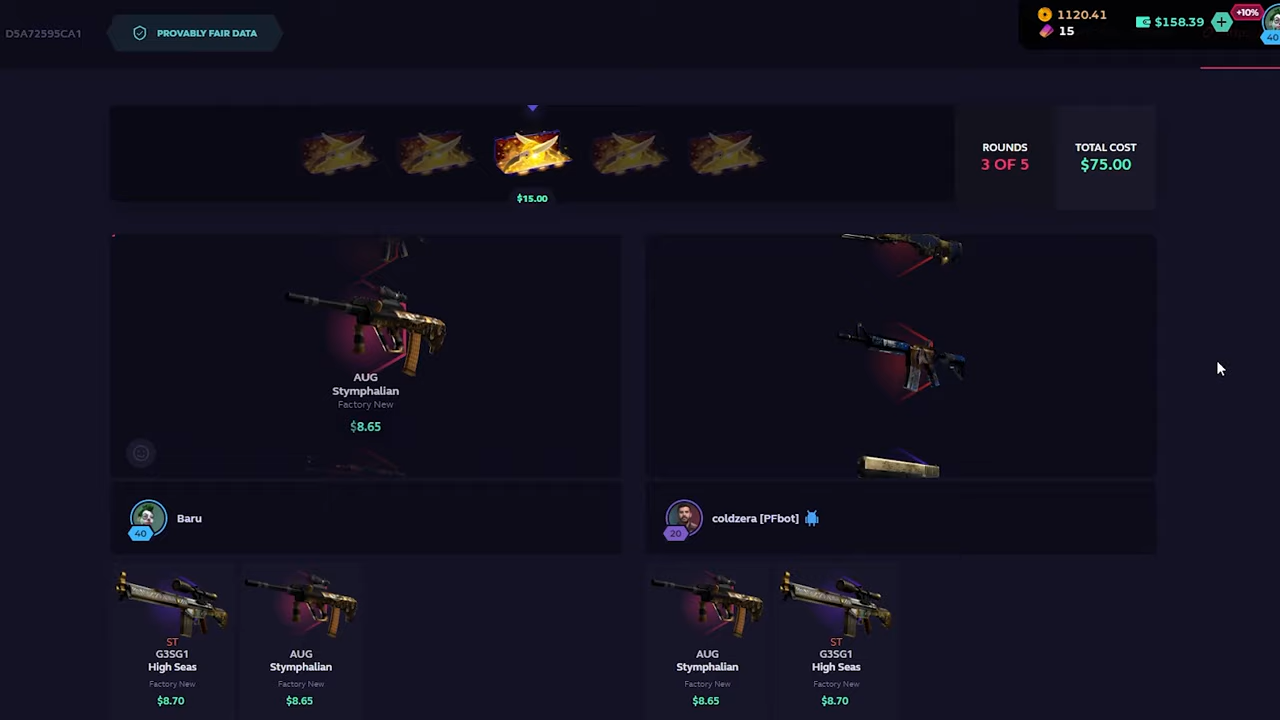 D5A72595CA1
PROVABLY FAIR DATA
1120.41
15
$158.39
+10%
40
ROUNDS
3 OF 5
TOTAL COST
$75.00
$15.00
AUG
Stymphalian
Factory New
$8.65
40
Baru
20
coldzera [PFbot]
ST
G3SG1
High Seas
Factory New
$8.70
AUG
Stymphalian
Factory New
$8.65
AUG
Stymphalian
Factory New
$8.65
ST
G3SG1
High Seas
Factory New
$8.70